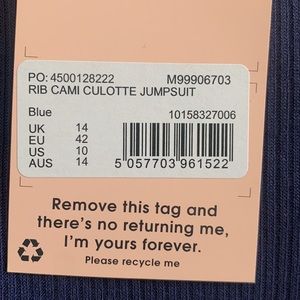 PO: 4500128222 M99906703
RIB CAMI CULOTTE JUMPSUIT
Blue 10158327006
UK 14
EU 42
US 10
AUS 14
5 057703 961522
Remove this tag and
there's no returning me,
I'm yours forever.
Please recycle me